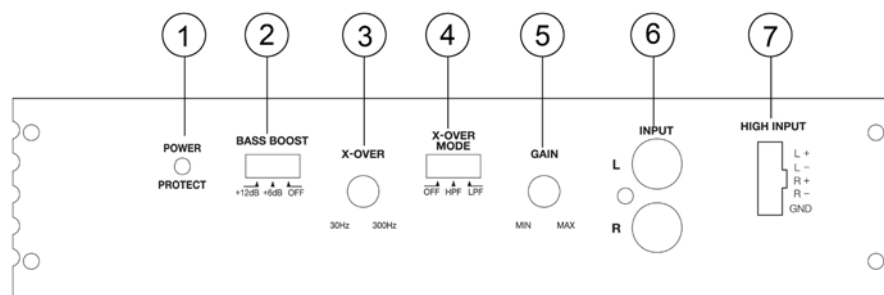 1 2 3 4 5 6 7
POWER
PROTECT
BASS BOOST
+12dB +6dB OFF
X-OVER
30Hz 300Hz
X-OVER
MODE
OFF HPF LPF
GAIN
MIN MAX
INPUT
L
R
HIGH INPUT
L +
L −
R +
R −
GND